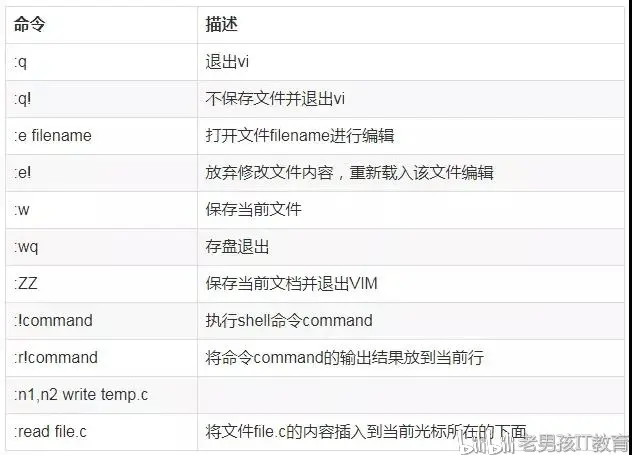 命令 描述
:q 退出vi
:q! 不保存文件并退出vi
:e filename 打开文件filename进行编辑
:e! 放弃修改文件内容，重新载入该文件编辑
:w 保存当前文件
:wq 存盘退出
:ZZ 保存当前文档并退出VIM
:!command 执行shell命令command
:r!command 将命令command的输出结果放到当前行
:n1,n2 write temp.c
:read file.c 将文件file.c的内容插入到当前光标所在的下面
bilibili 老男孩IT教育